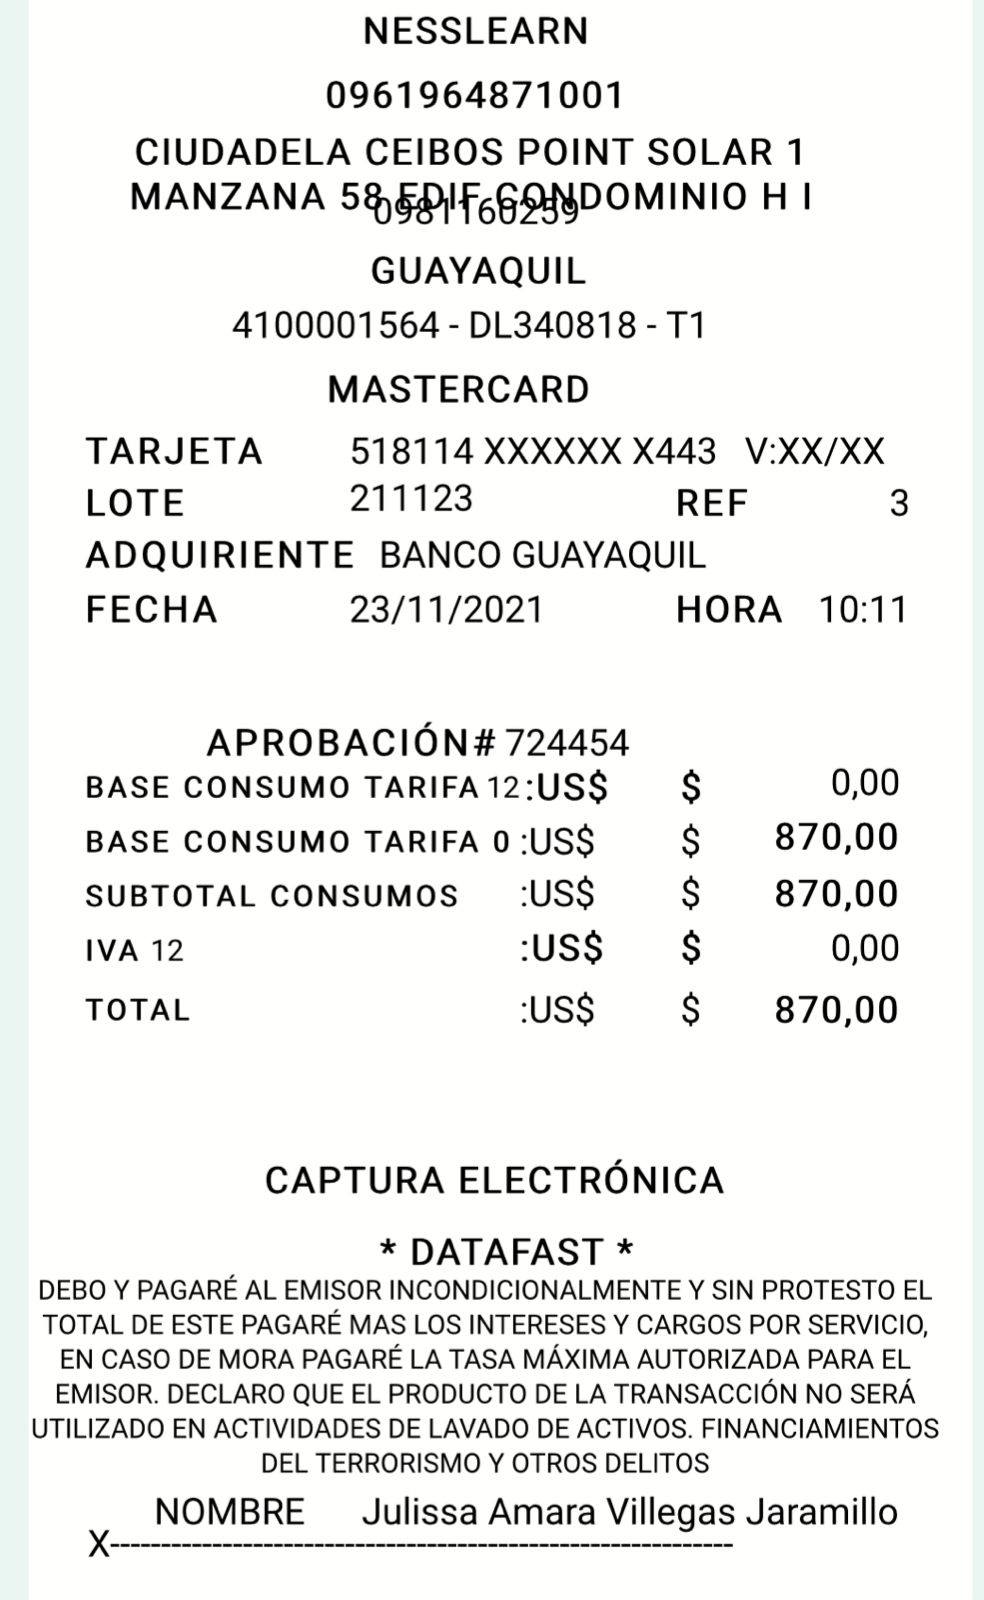 NESSLEARN
0961964871001
CIUDADELA CEIBOS POINT SOLAR 1
MANZANA 58 EDIF CONDOMINIO H I
0981160259
GUAYAQUIL
4100001564 - DL340818 - T1
MASTERCARD
TARJETA 518114 XXXXXX X443 V:XX/XX
LOTE 211123 REF 3
ADQUIRIENTE BANCO GUAYAQUIL
FECHA 23/11/2021 HORA 10:11
APROBACIÓN# 724454
BASE CONSUMO TARIFA 12 :US$ $ 0,00
BASE CONSUMO TARIFA 0 :US$ $ 870,00
SUBTOTAL CONSUMOS :US$ $ 870,00
IVA 12 :US$ $ 0,00
TOTAL :US$ $ 870,00
CAPTURA ELECTRÓNICA
* DATAFAST *
DEBO Y PAGARÉ AL EMISOR INCONDICIONALMENTE Y SIN PROTESTO EL
TOTAL DE ESTE PAGARÉ MAS LOS INTERESES Y CARGOS POR SERVICIO,
EN CASO DE MORA PAGARÉ LA TASA MÁXIMA AUTORIZADA PARA EL
EMISOR. DECLARO QUE EL PRODUCTO DE LA TRANSACCIÓN NO SERÁ
UTILIZADO EN ACTIVIDADES DE LAVADO DE ACTIVOS. FINANCIAMIENTOS
DEL TERRORISMO Y OTROS DELITOS
NOMBRE Julissa Amara Villegas Jaramillo
X---------------------------------------------------------------